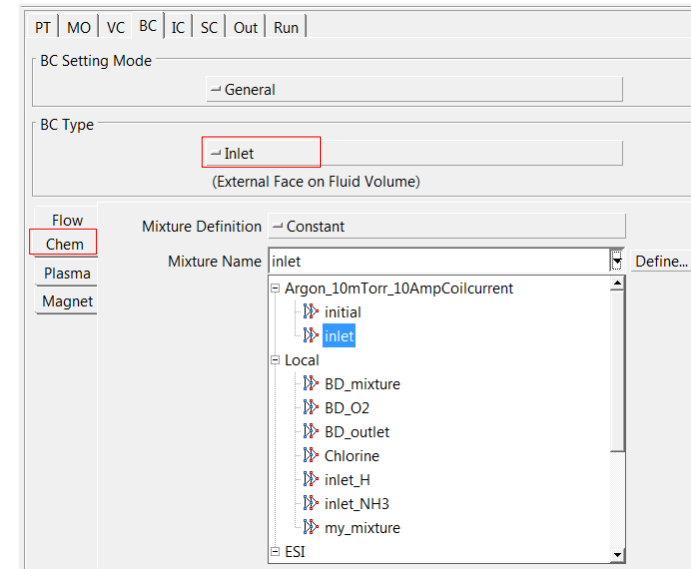 PT MO VC BC IC SC Out Run
BC Setting Mode
General
BC Type
Inlet
(External Face on Fluid Volume)
Flow
Chem
Plasma
Magnet
Mixture Definition Constant
Mixture Name inlet Define...
Argon_10mTorr_10AmpCoilcurrent
initial
inlet
Local
BD_mixture
BD_O2
BD_outlet
Chlorine
inlet_H
inlet_NH3
my_mixture
ESI